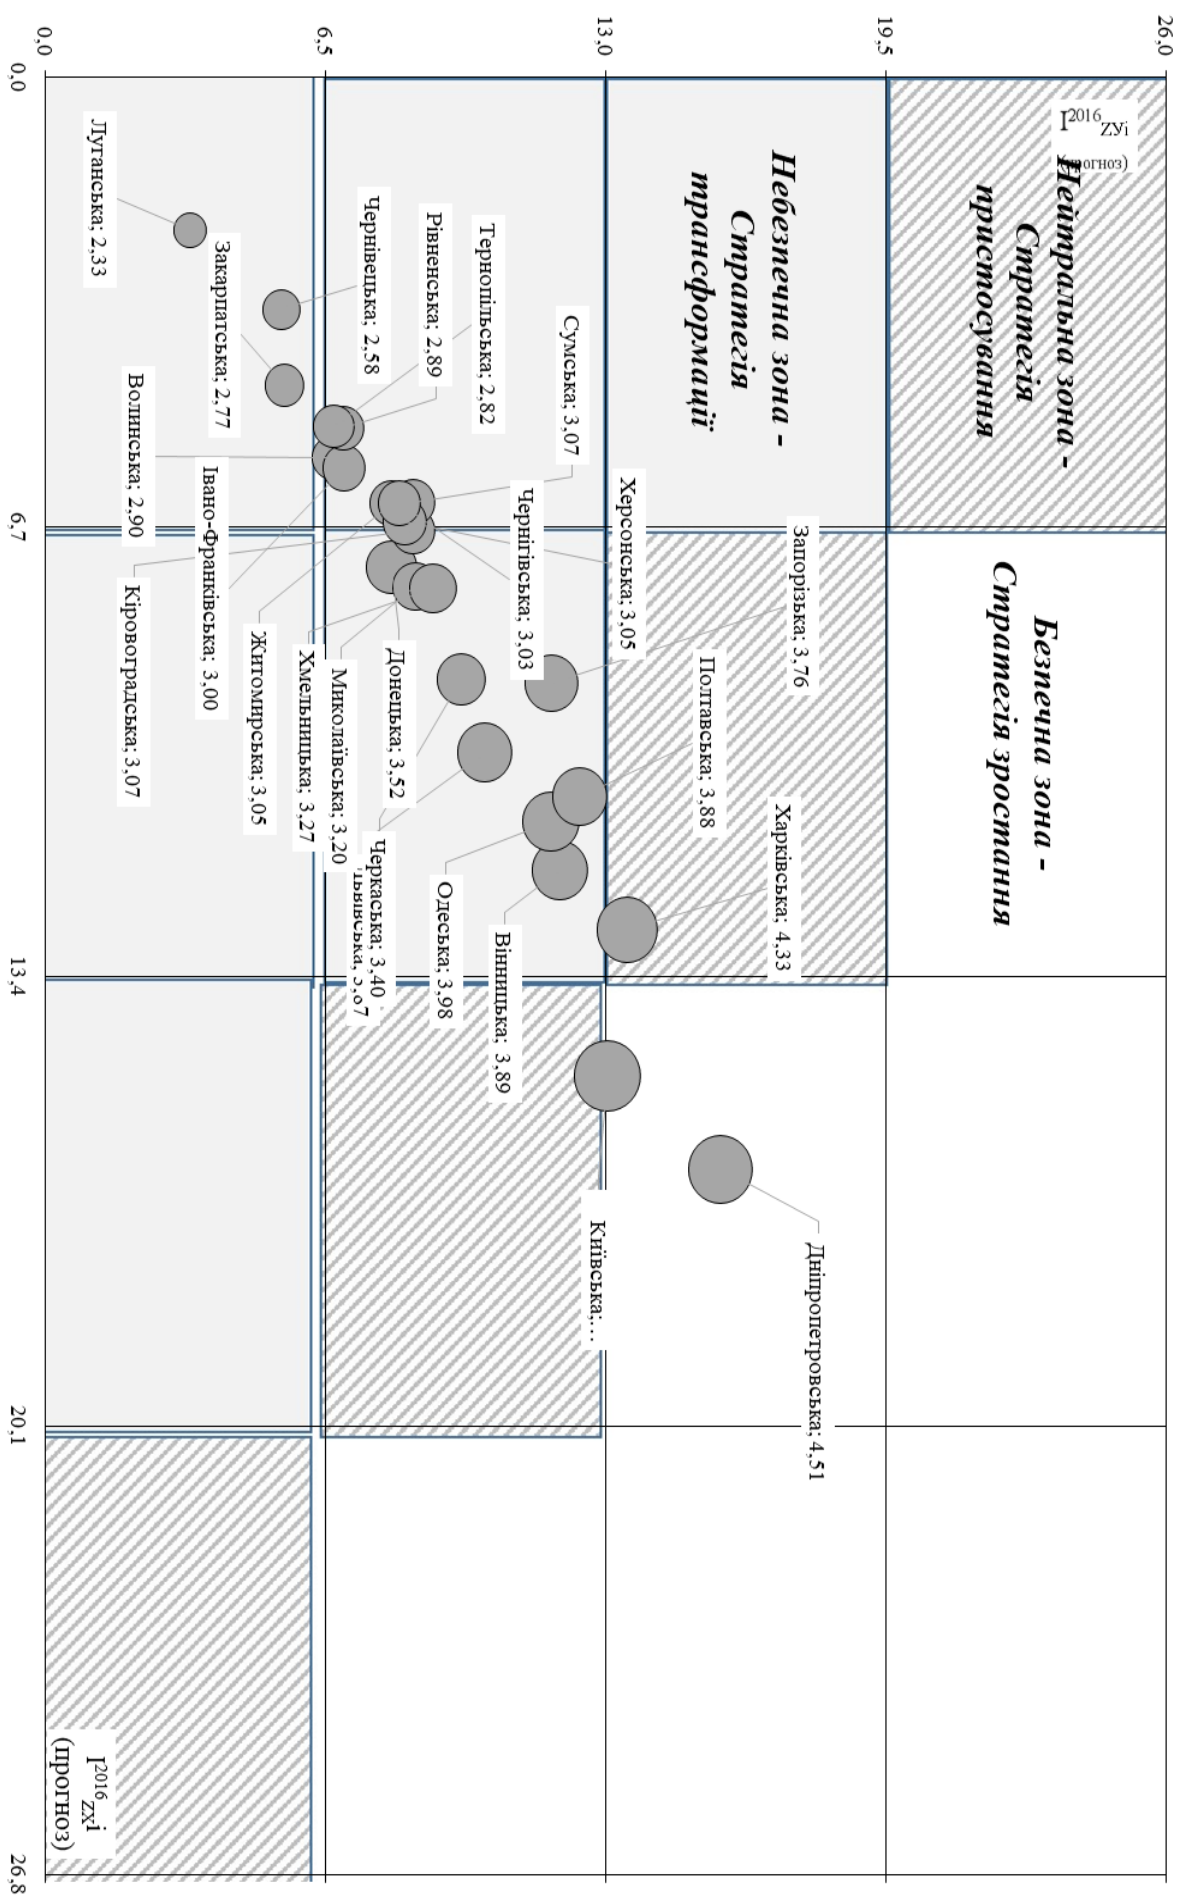 26,0
19,5
13,0
6,5
0,0
0,0
6,7
13,4
20,1
26,8
I²⁰¹⁶ZУi
Нейтральна зона -
Стратегія
пристосування
Небезпечна зона -
Стратегія
трансформації
Безпечна зона -
Стратегія зростання
Луганська; 2,33
Закарпатська; 2,77
Чернівецька; 2,58
Рівненська; 2,89
Тернопільська; 2,82
Сумська; 3,07
Волинська; 2,90
Івано-Франківська; 3,00
Кіровоградська; 3,07
Житомирська; 3,05
Хмельницька; 3,27
Миколаївська; 3,20
Донецька; 3,52
Чернігівська; 3,03
Херсонська; 3,05
Запорізька; 3,76
Полтавська; 3,88
Харківська; 4,33
Черкаська; 3,40
Одеська; 3,98
Вінницька; 3,89
Київська;…
Дніпропетровська; 4,51
I²⁰¹⁶ZXi
(прогноз)